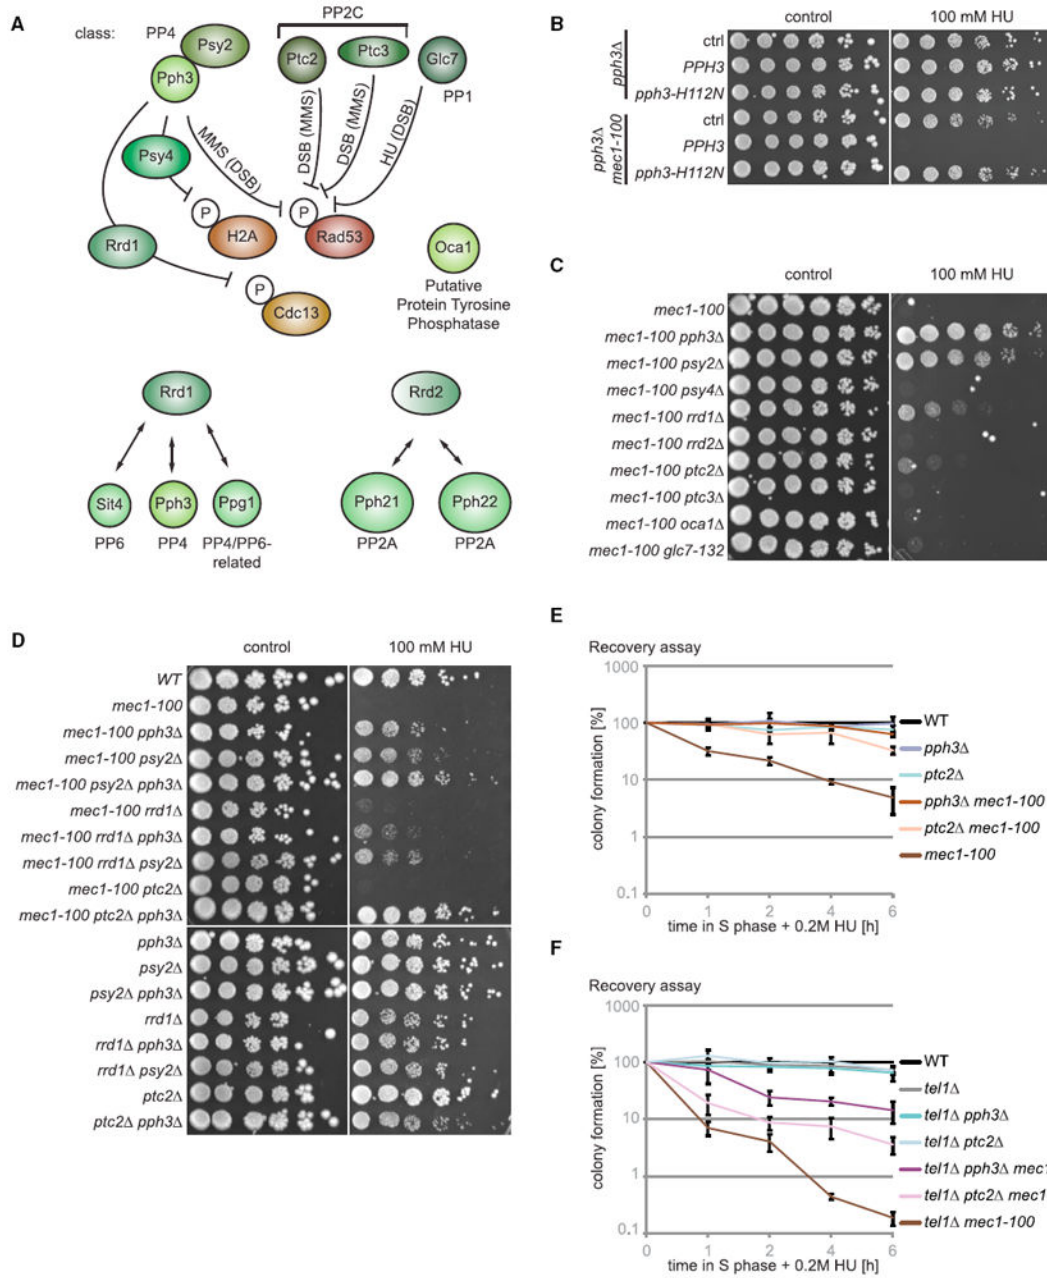 A
class:
PP4
Psy2
Pph3
PP2C
Ptc2
Ptc3
Glc7
PP1
Psy4
MMS (DSB)
DSB (MMS)
DSB (MMS)
HU (DSB)
P
H2A
P
Rad53
Rrd1
P
Cdc13
Oca1
Putative
Protein Tyrosine
Phosphatase
Rrd1
Rrd2
Sit4
Pph3
Ppg1
Pph21
Pph22
PP6
PP4
PP4/PP6-
related
PP2A
PP2A
B
control
100 mM HU
pph3Δ
ctrl
PPH3
pph3-H112N
pph3Δ
mec1-100
ctrl
PPH3
pph3-H112N
C
control
100 mM HU
mec1-100
mec1-100 pph3Δ
mec1-100 psy2Δ
mec1-100 psy4Δ
mec1-100 rrd1Δ
mec1-100 rrd2Δ
mec1-100 ptc2Δ
mec1-100 ptc3Δ
mec1-100 oca1Δ
mec1-100 glc7-132
D
control
100 mM HU
WT
mec1-100
mec1-100 pph3Δ
mec1-100 psy2Δ
mec1-100 psy2Δ pph3Δ
mec1-100 rrd1Δ
mec1-100 rrd1Δ pph3Δ
mec1-100 rrd1Δ psy2Δ
mec1-100 ptc2Δ
mec1-100 ptc2Δ pph3Δ
pph3Δ
psy2Δ
psy2Δ pph3Δ
rrd1Δ
rrd1Δ pph3Δ
rrd1Δ psy2Δ
ptc2Δ
ptc2Δ pph3Δ
E
Recovery assay
colony formation [%]
1000
100
10
1
0.1
0 1 2 4 6
time in S phase + 0.2M HU [h]
WT
pph3Δ
ptc2Δ
pph3Δ mec1-100
ptc2Δ mec1-100
mec1-100
F
Recovery assay
colony formation [%]
1000
100
10
1
0.1
0 1 2 4 6
time in S phase + 0.2M HU [h]
WT
tel1Δ
tel1Δ pph3Δ
tel1Δ ptc2Δ
tel1Δ pph3Δ mec1
tel1Δ ptc2Δ mec1
tel1Δ mec1-100